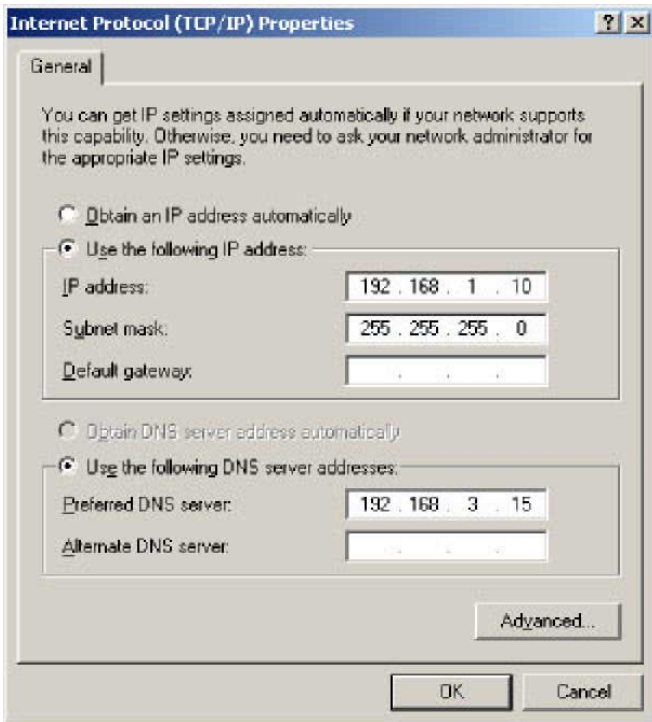 Internet Protocol (TCP/IP) Properties
General
You can get IP settings assigned automatically if your network supports
this capability. Otherwise, you need to ask your network administrator for
the appropriate IP settings.
Obtain an IP address automatically
Use the following IP address:
IP address: 192 . 168 . 1 . 10
Subnet mask: 255 . 255 . 255 . 0
Default gateway: . . .
Obtain DNS server address automatically
Use the following DNS server addresses:
Preferred DNS server: 192 . 168 . 3 . 15
Alternate DNS server: . . .
Advanced...
OK Cancel